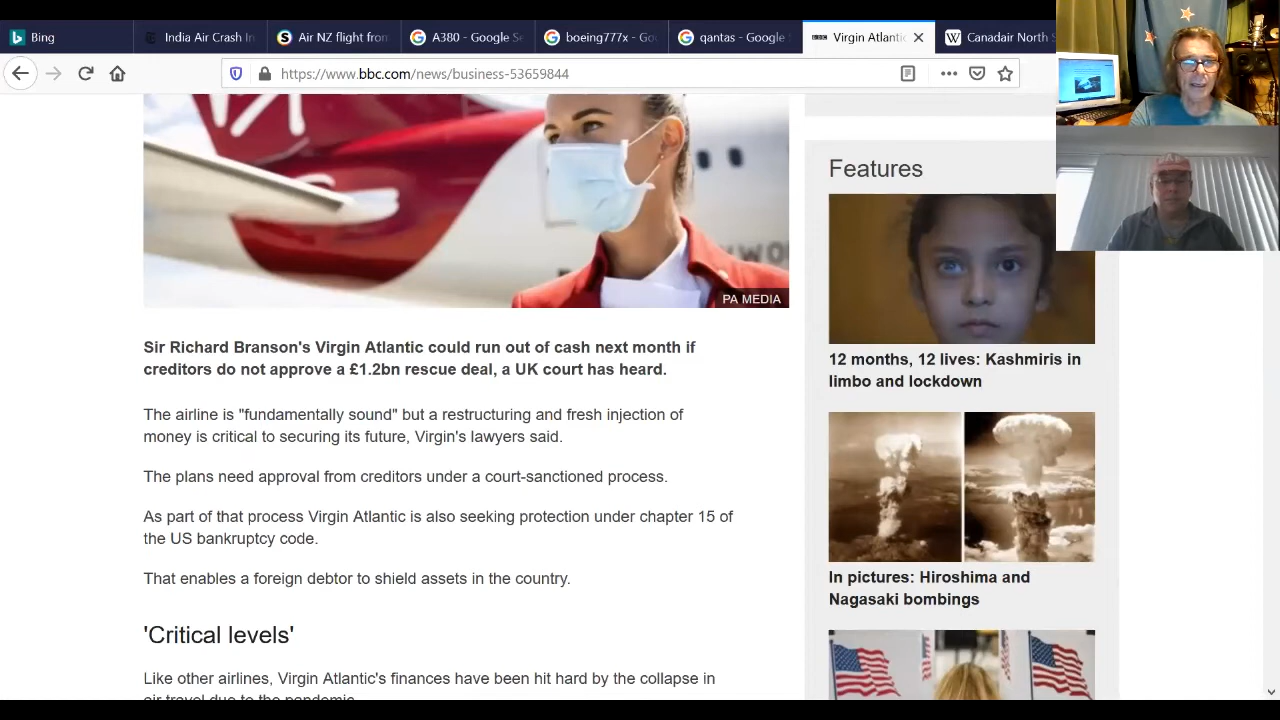 Bing
India Air Crash In
Air NZ flight from
A380 - Google Se
boeing777x - Go
qantas - Google S
Virgin Atlantic
Canadair North S
https://www.bbc.com/news/business-53659844
PA MEDIA
Sir Richard Branson's Virgin Atlantic could run out of cash next month if
creditors do not approve a £1.2bn rescue deal, a UK court has heard.
The airline is "fundamentally sound" but a restructuring and fresh injection of
money is critical to securing its future, Virgin's lawyers said.
The plans need approval from creditors under a court-sanctioned process.
As part of that process Virgin Atlantic is also seeking protection under chapter 15 of
the US bankruptcy code.
That enables a foreign debtor to shield assets in the country.
'Critical levels'
Like other airlines, Virgin Atlantic's finances have been hit hard by the collapse in
air travel due to the pandemic.
Features
12 months, 12 lives: Kashmiris in
limbo and lockdown
In pictures: Hiroshima and
Nagasaki bombings